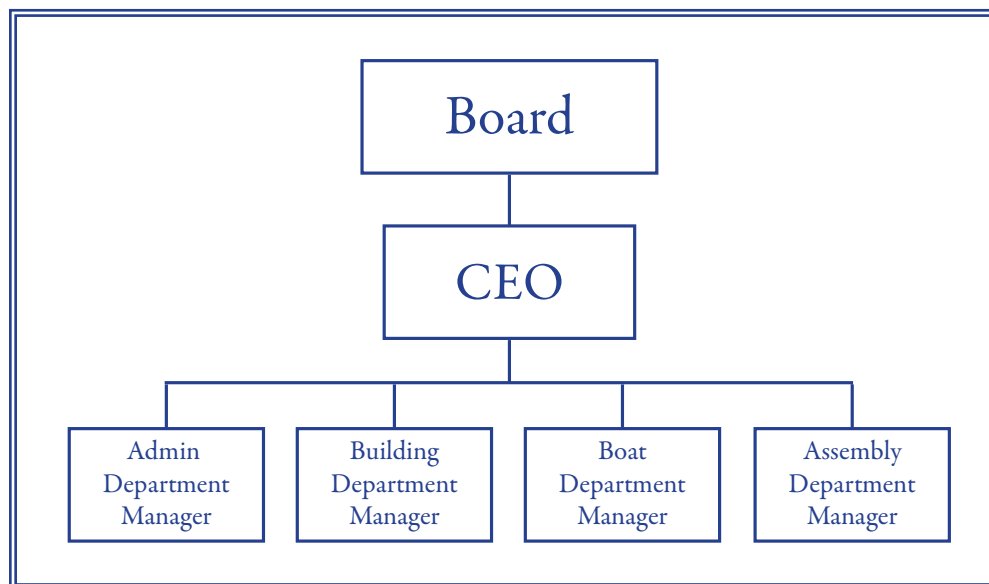 Board
CEO
Admin
Department
Manager
Building
Department
Manager
Boat
Department
Manager
Assembly
Department
Manager